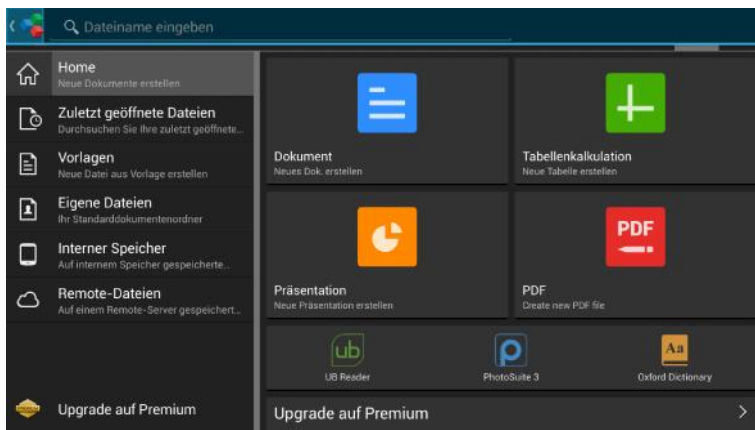 Dateiname eingeben
Home
Neue Dokumente erstellen
Zuletzt geöffnete Dateien
Durchsuchen Sie Ihre zuletzt geöffnete...
Vorlagen
Neue Datei aus Vorlage erstellen
Eigene Dateien
Ihr Standarddokumentenordner
Interner Speicher
Auf internem Speicher gespeicherte...
Remote-Dateien
Auf einem Remote-Server gespeichert...
Upgrade auf Premium
Dokument
Neues Dok. erstellen
Tabellenkalkulation
Neue Tabelle erstellen
Präsentation
Neue Präsentation erstellen
PDF
PDF
Create new PDF file
ub
UB Reader
PhotoSuite 3
Aa
Oxford Dictionary
Upgrade auf Premium